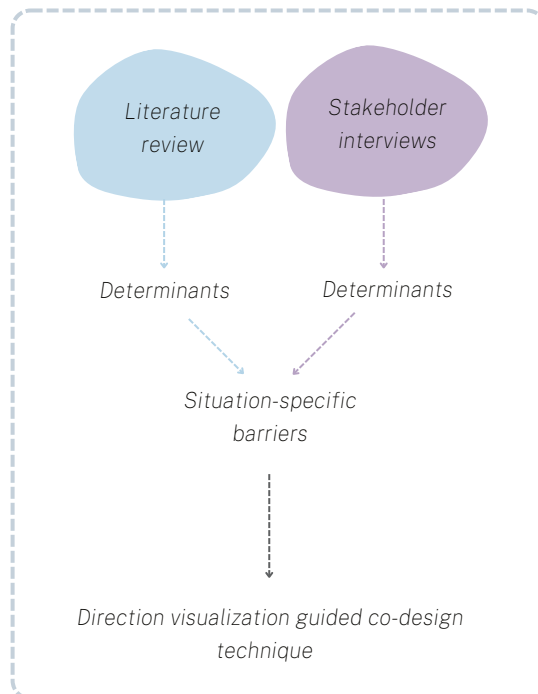 Literature
review
Stakeholder
interviews
Determinants
Determinants
Situation-specific
barriers
Direction visualization guided co-design
technique